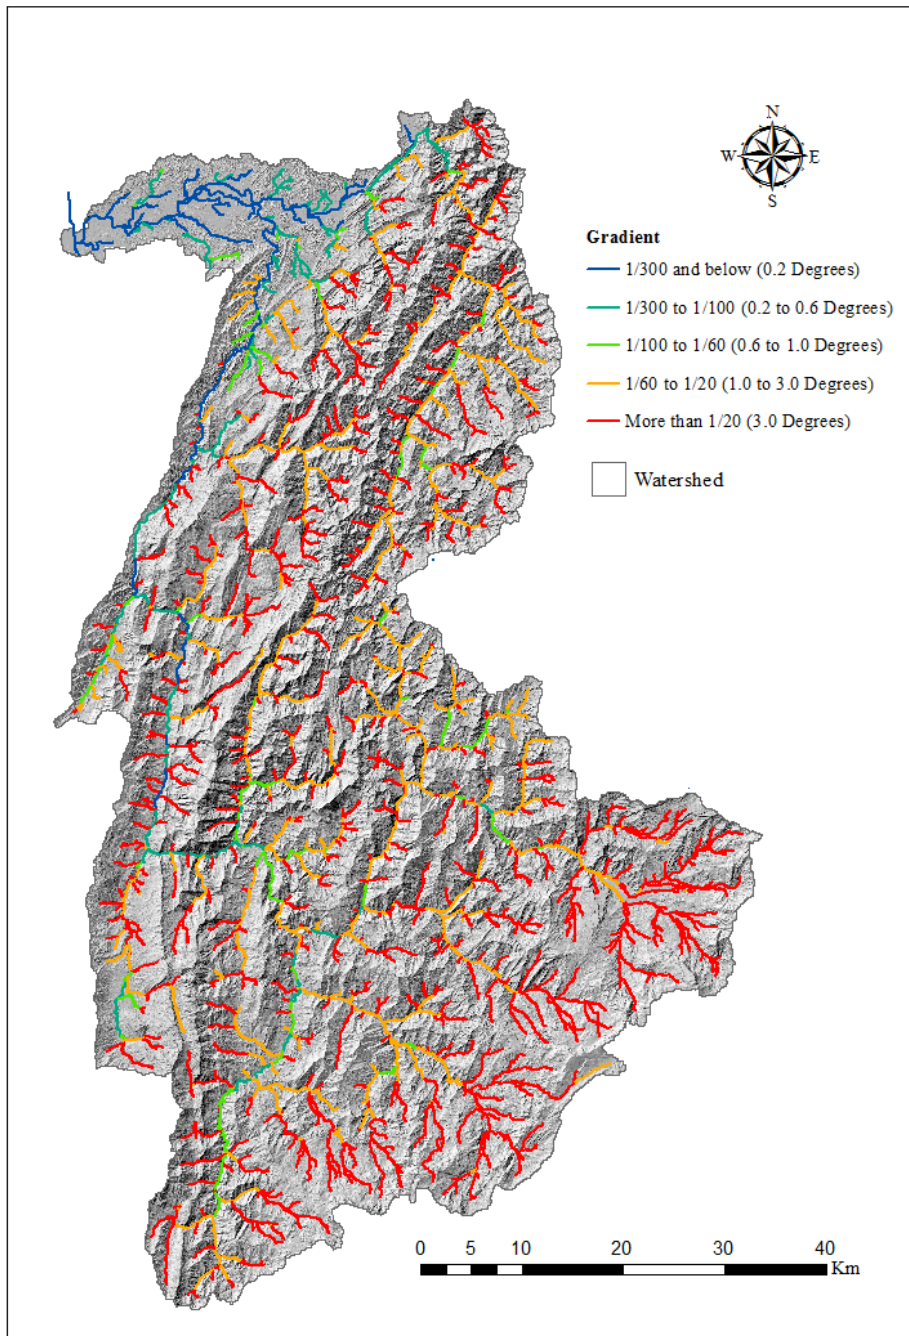 N
W E
S
Gradient
1/300 and below (0.2 Degrees)
1/300 to 1/100 (0.2 to 0.6 Degrees)
1/100 to 1/60 (0.6 to 1.0 Degrees)
1/60 to 1/20 (1.0 to 3.0 Degrees)
More than 1/20 (3.0 Degrees)
Watershed
0 5 10 20 30 40
Km